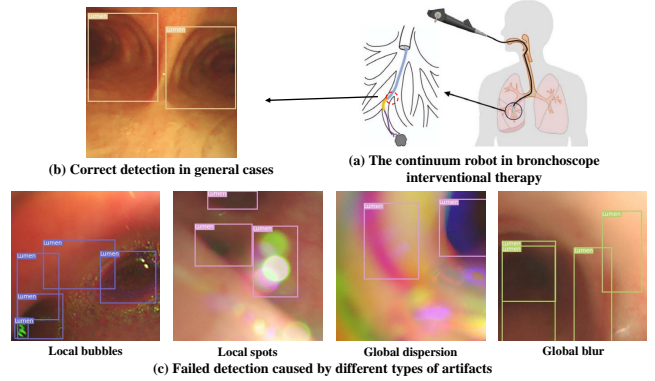 Lumen
Lumen
(b) Correct detection in general cases
(a) The continuum robot in bronchoscope
interventional therapy
Lumen
Lumen
Lumen
Lumen
Lumen
Lumen
Lumen
Lumen
Lumen
Lumen
Lumen
Lumen
Lumen
Local bubbles
Local spots
Global dispersion
Global blur
(c) Failed detection caused by different types of artifacts